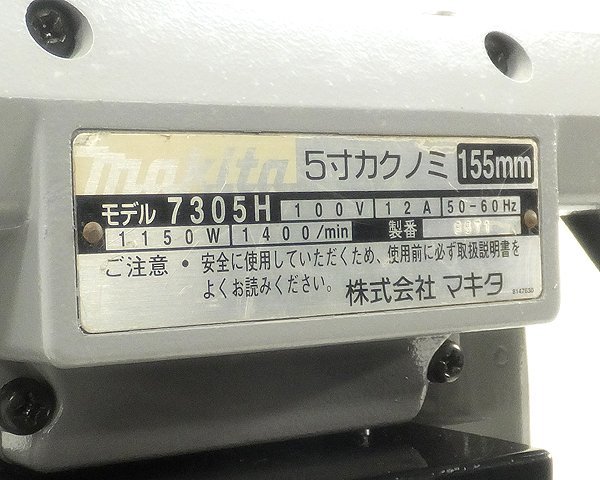 makita 5寸カクノミ 155mm
モデル 7305H 100V 12A 50-60Hz
1150W 1400/min 製番
ご注意・安全に使用していただくため、使用前に必ず取扱説明書を
よくお読みください。 株式会社 マキタ